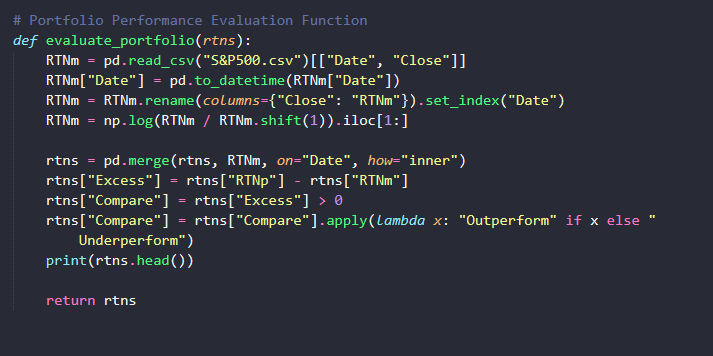 # Portfolio Performance Evaluation Function
def evaluate_portfolio(rtns):
    RTNm = pd.read_csv("S&P500.csv")[["Date", "Close"]]
    RTNm["Date"] = pd.to_datetime(RTNm["Date"])
    RTNm = RTNm.rename(columns={"Close": "RTNm"}).set_index("Date")
    RTNm = np.log(RTNm / RTNm.shift(1)).iloc[1:]

    rtns = pd.merge(rtns, RTNm, on="Date", how="inner")
    rtns["Excess"] = rtns["RTNp"] - rtns["RTNm"]
    rtns["Compare"] = rtns["Excess"] > 0
    rtns["Compare"] = rtns["Compare"].apply(lambda x: "Outperform" if x else "
        Underperform")
    print(rtns.head())

    return rtns